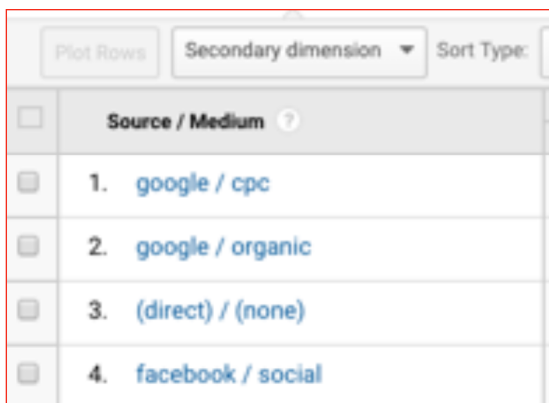 Plot Rows Secondary dimension Sort Type:
Source / Medium ?
1. google / cpc
2. google / organic
3. (direct) / (none)
4. facebook / social